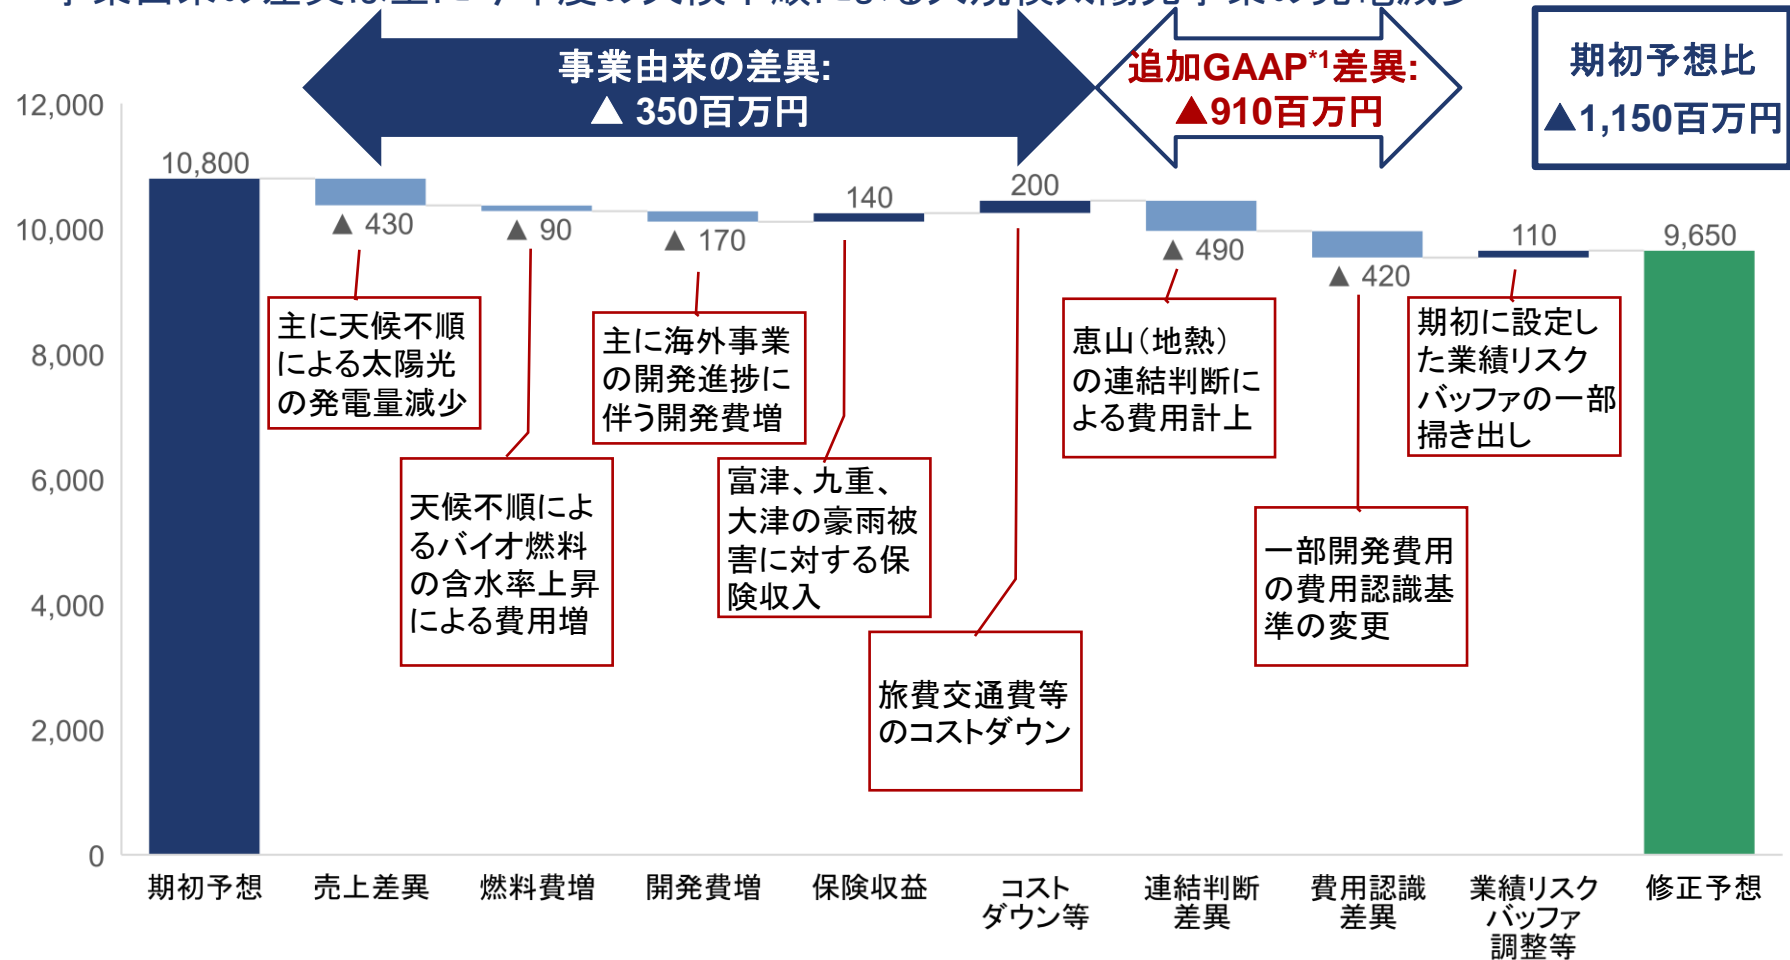 事業由来の差異:
▲ 350百万円
追加GAAP*1差異:
▲910百万円
期初予想比
▲1,150百万円
12,000
10,000
8,000
6,000
4,000
2,000
0
10,800
▲ 430
▲ 90
▲ 170
140
200
▲ 490
▲ 420
110
9,650
主に天候不順
による太陽光
の発電量減少
天候不順によ
るバイオ燃料
の含水率上昇
による費用増
主に海外事業
の開発進捗に
伴う開発費増
富津、九重、
大津の豪雨被
害に対する保
険収入
旅費交通費等
のコストダウン
恵山（地熱）
の連結判断に
よる費用計上
一部開発費用
の費用認識基
準の変更
期初に設定し
た業績リスク
バッファの一部
掃き出し
期初予想
売上差異
燃料費増
開発費増
保険収益
コスト
ダウン等
連結判断
差異
費用認識
差異
業績リスク
バッファ
調整等
修正予想